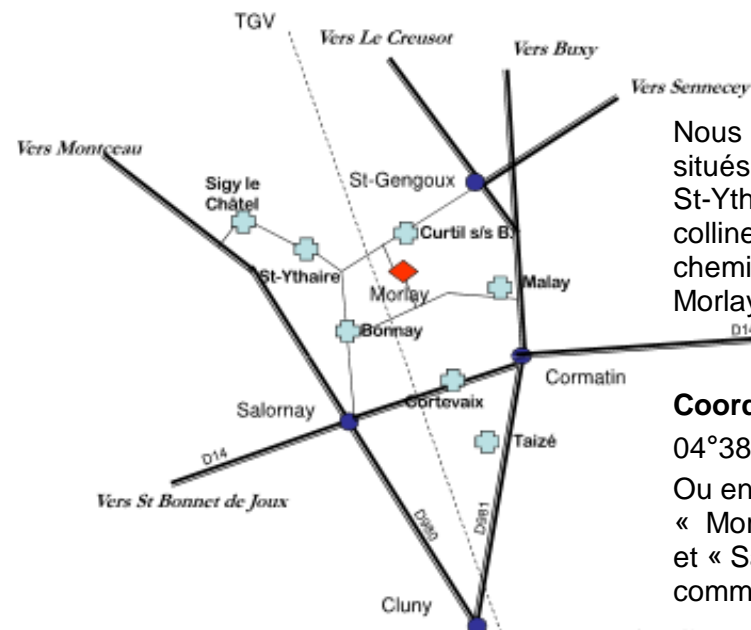 TGV
Vers Le Creusot
Vers Buxy
Vers Sennecey
Vers Montceau
Sigy le
Châtel
St-Gengoux
Curtil s/s B.
St-Ythaire
Morlay
Malay
Bonnay
Cormatin
Cortevaix
Salornay
Taizé
D14
Vers St Bonnet de Joux
D980
D981
Cluny
Nous
situés
St-Yth
colline
chemi
Morlay
D14
Coord
04°38
Ou en
« Mor
et « S
comm